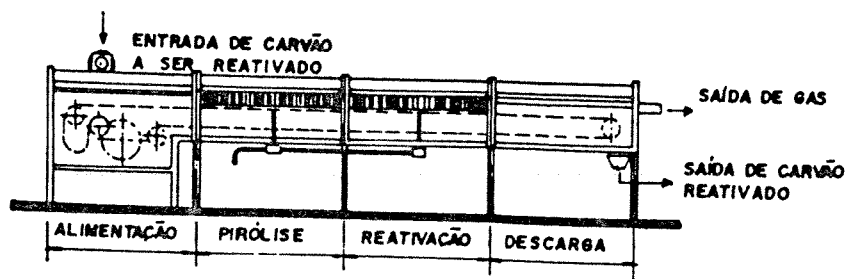 ENTRADA DE CARVÃO
A SER REATIVADO
SAÍDA DE GAS
SAÍDA DE CARVÃO
REATIVADO
ALIMENTAÇÃO
PIRÓLISE
REATIVAÇÃO
DESCARGA